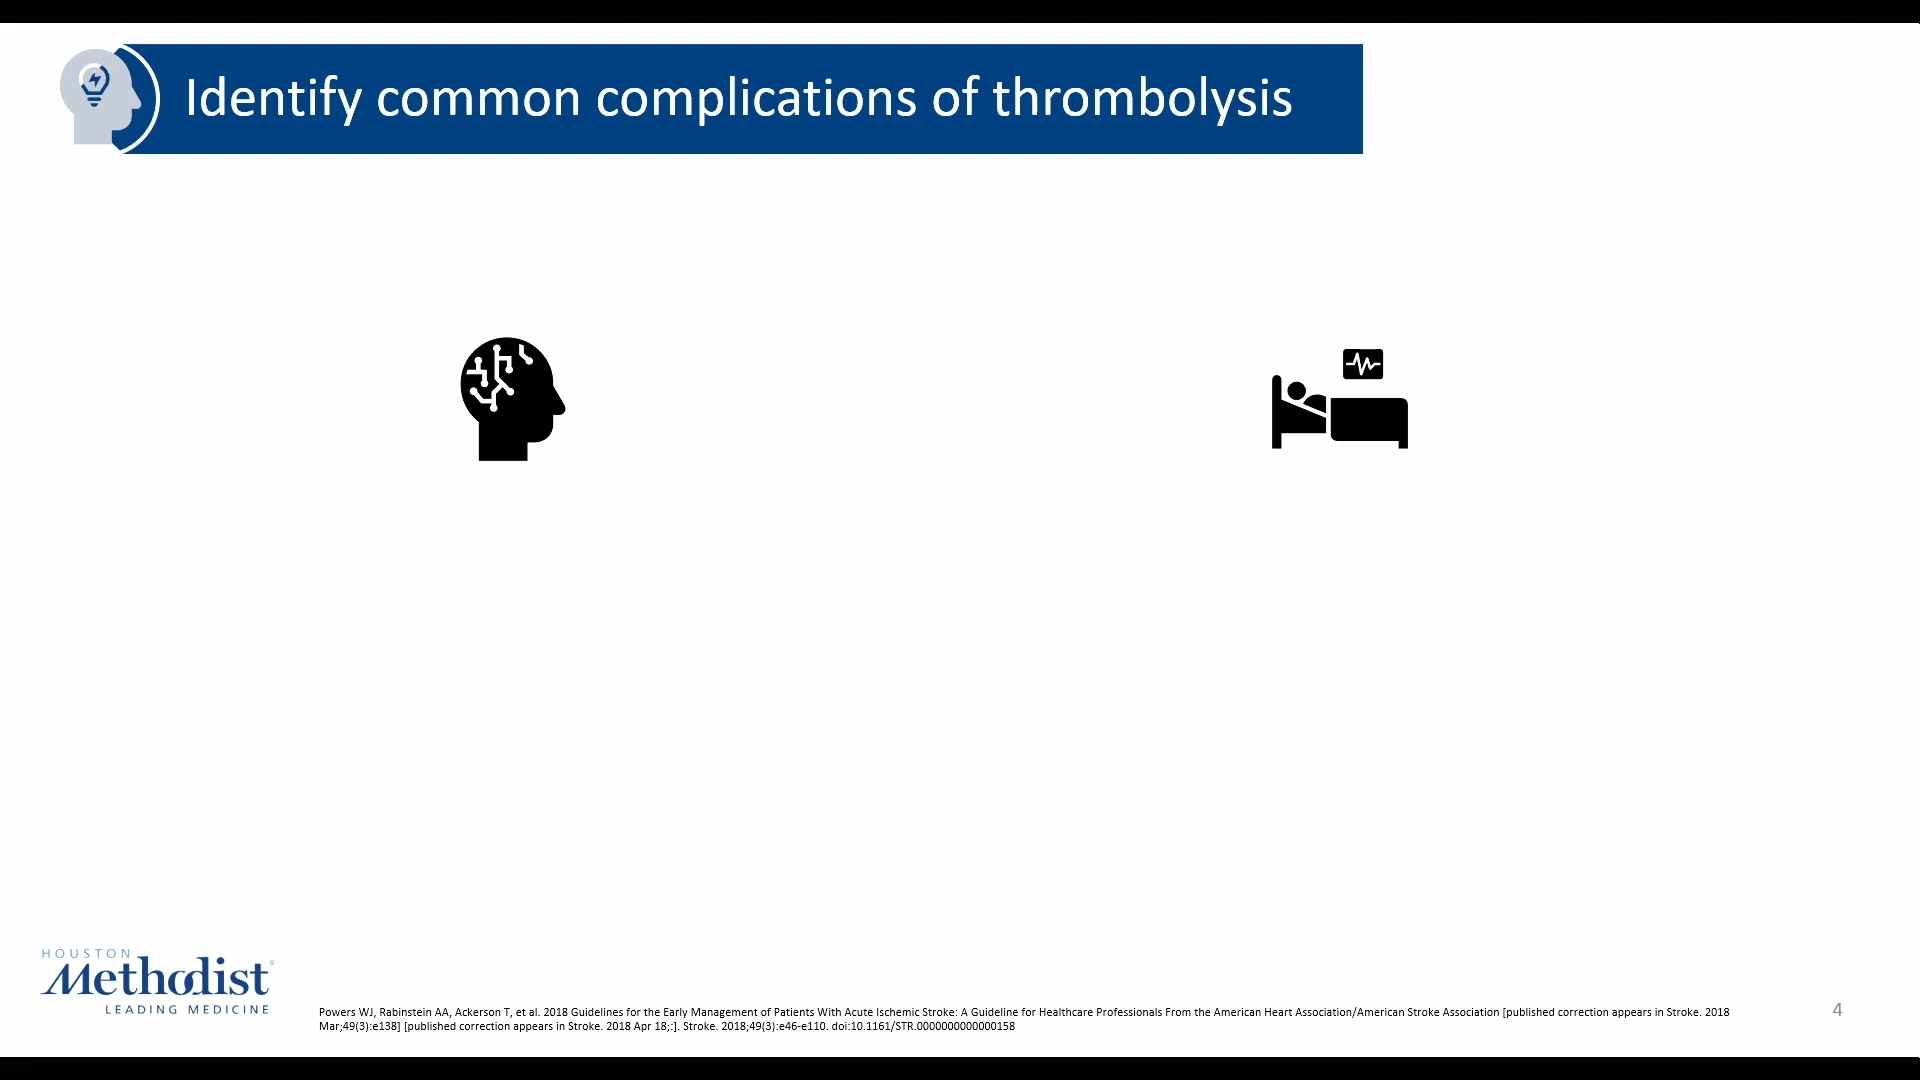 Identify common complications of thrombolysis
HOUSTON
Methodist®
LEADING MEDICINE
Powers WJ, Rabinstein AA, Ackerson T, et al. 2018 Guidelines for the Early Management of Patients With Acute Ischemic Stroke: A Guideline for Healthcare Professionals From the American Heart Association/American Stroke Association [published correction appears in Stroke. 2018
Mar;49(3):e138] [published correction appears in Stroke. 2018 Apr 18;:]. Stroke. 2018;49(3):e46-e110. doi:10.1161/STR.0000000000000158
4